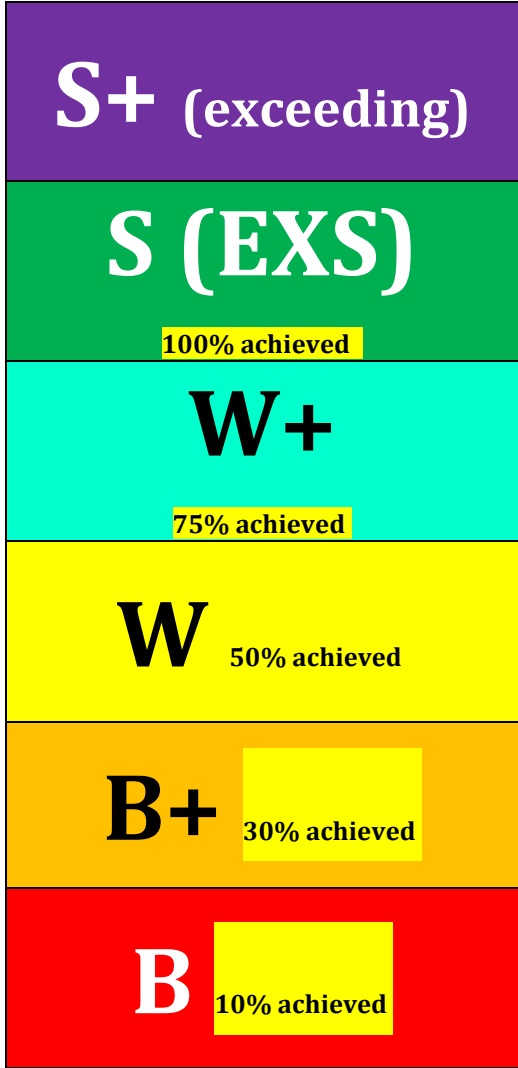 S+ (exceeding)
S (EXS)
100% achieved
W+
75% achieved
W 50% achieved
B+ 30% achieved
B 10% achieved